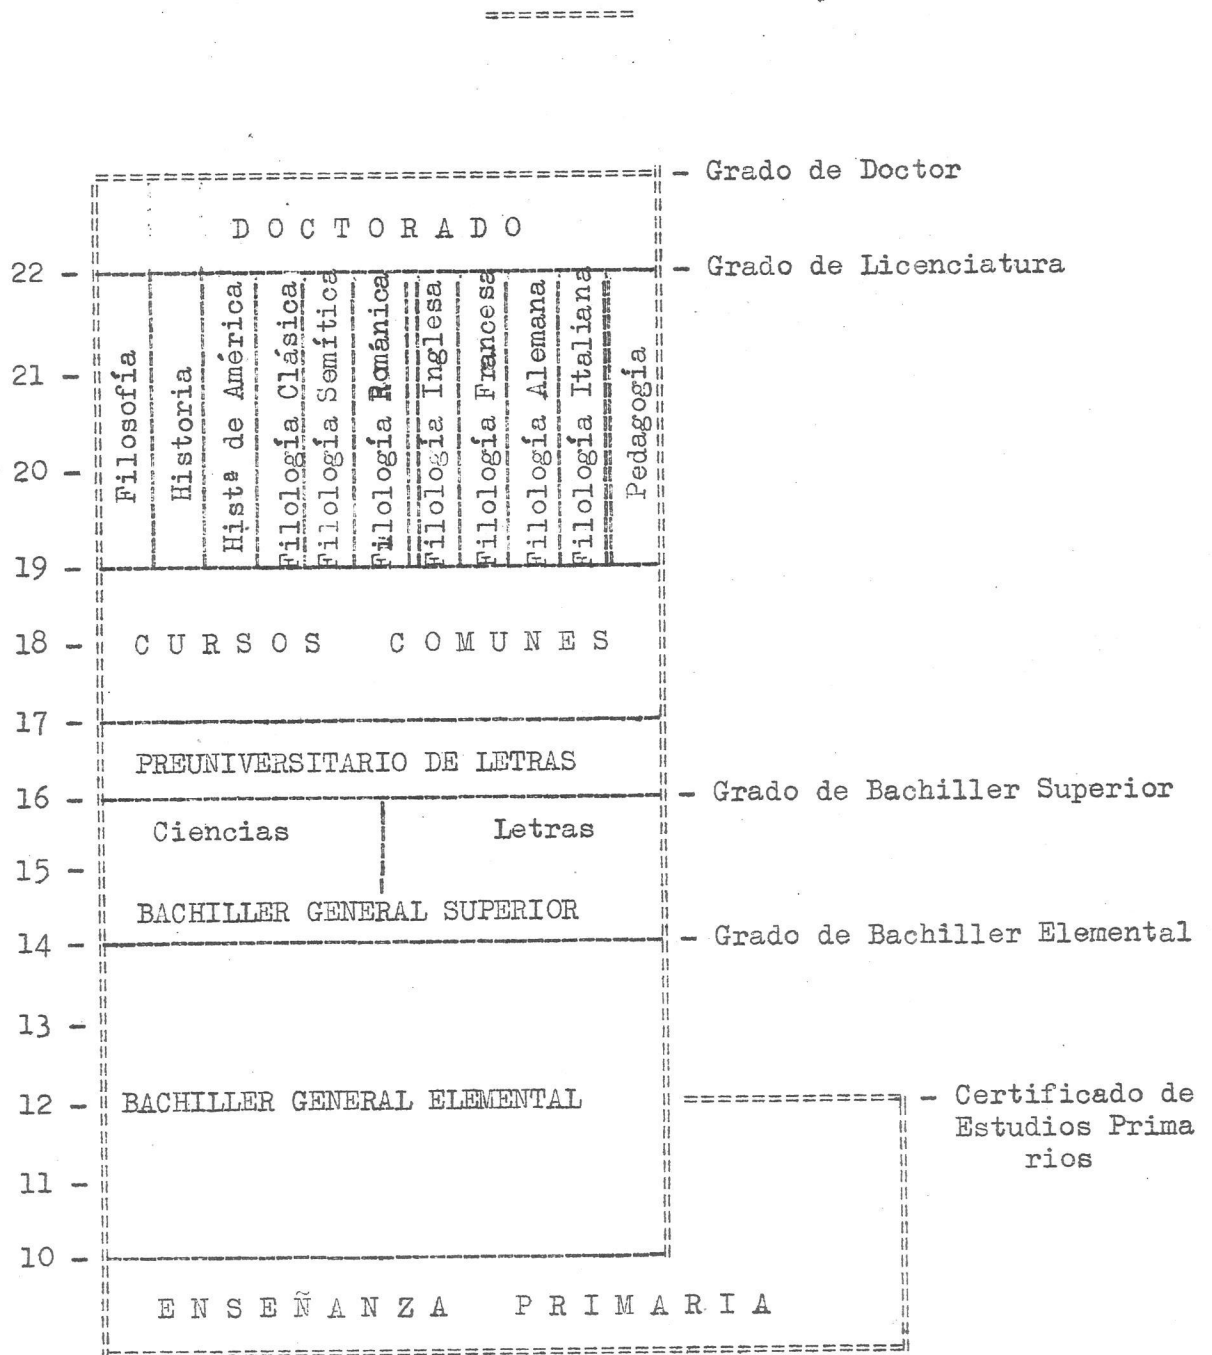 Grado de Doctor
DOCTORADO
22 - Grado de Licenciatura
Filosofía
Historia
Histª de América
Filología Clásica
Filología Semítica
Filología Románica
Filología Inglesa
Filología Francesa
Filología Alemana
Filología Italiana
Pedagogía
21 -
20 -
19 -
18 - CURSOS COMUNES
17 -
PREUNIVERSITARIO DE LETRAS
16 - - Grado de Bachiller Superior
Ciencias Letras
15 -
BACHILLER GENERAL SUPERIOR
14 - - Grado de Bachiller Elemental
13 -
12 - BACHILLER GENERAL ELEMENTAL - Certificado de
Estudios Prima
rios
11 -
10 -
ENSEÑANZA PRIMARIA